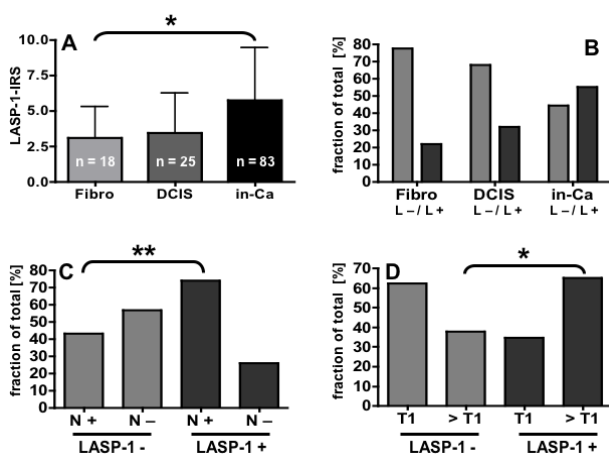 A
*
LASP-1-IRS
10.0
7.5
5.0
2.5
0.0
n = 18
n = 25
n = 83
Fibro DCIS in-Ca
B
fraction of total [%]
80
70
60
50
40
30
20
10
0
Fibro DCIS in-Ca
L –/ L + L –/ L + L –/ L +
C
**
fraction of total [%]
80
70
60
50
40
30
20
10
0
N + N – N + N –
LASP-1 - LASP-1 +
D
*
fraction of total [%]
70
60
50
40
30
20
10
0
T1 > T1 T1 > T1
LASP-1 - LASP-1 +